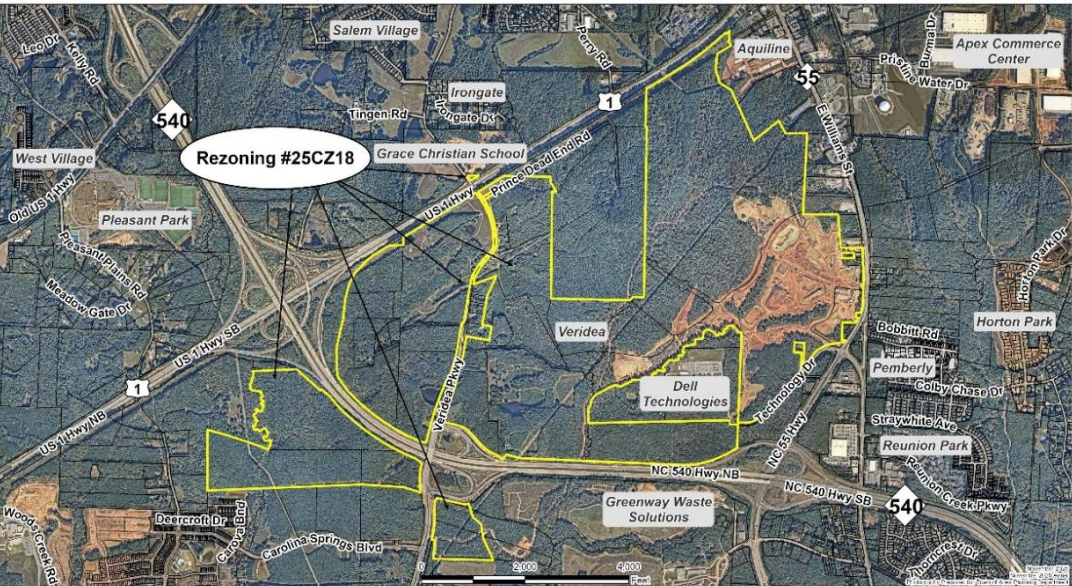 Salem Village
Leo Dr
Kelly Rd
Perry Rd
Aquiline
Burma Dr
Apex Commerce
Center
55
Pristine Water Dr
540
Irongate
Irongate Dr
Tingen Rd
1
E Williams St
Rezoning #25CZ18
Grace Christian School
Prince Dead End Rd
West Village
Old US 1 Hwy
US 1 Hwy
Pleasant Park
Pleasant Plains Rd
Meadow Gate Dr
Horton Park Dr
US 1 Hwy SB
Veridea
Bobbitt Rd
Horton Park
1
Pemberly
Dell
Technologies
Colby Chase Dr
Technology Dr
Veridea Pkwy
Straywhite Ave
US 1 Hwy NB
NC 55 Hwy
Reunion Park
NC 540 Hwy NB
Reunion Creek Pkwy
NC 540 Hwy SB
540
Greenway Waste
Solutions
Woods Creek Rd
Deercroft Dr
Canova Bnd
Carolina Springs Blvd
Thorncrest Dr
0
2,000
4,000
Feet